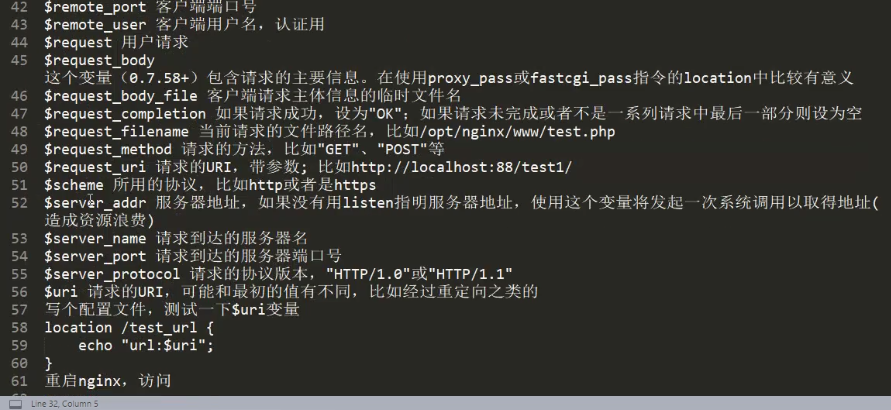 42 $remote_port 客户端端口号
43 $remote_user 客户端用户名，认证用
44 $request 用户请求
45 $request_body
这个变量（0.7.58+）包含请求的主要信息。在使用proxy_pass或fastcgi_pass指令的location中比较有意义
46 $request_body_file 客户端请求主体信息的临时文件名
47 $request_completion 如果请求成功，设为"OK"；如果请求未完成或者不是一系列请求中最后一部分则设为空
48 $request_filename 当前请求的文件路径名，比如/opt/nginx/www/test.php
49 $request_method 请求的方法，比如"GET"、"POST"等
50 $request_uri 请求的URI，带参数; 比如http://localhost:88/test1/
51 $scheme 所用的协议，比如http或者是https
52 $server_addr 服务器地址，如果没有用listen指明服务器地址，使用这个变量将发起一次系统调用以取得地址(
造成资源浪费)
53 $server_name 请求到达的服务器名
54 $server_port 请求到达的服务器端口号
55 $server_protocol 请求的协议版本，"HTTP/1.0"或"HTTP/1.1"
56 $uri 请求的URI，可能和最初的值有不同，比如经过重定向之类的
57 写个配置文件，测试一下$uri变量
58 location /test_url {
59     echo "url:$uri";
60 }
61 重启nginx，访问
Line 32, Column 5